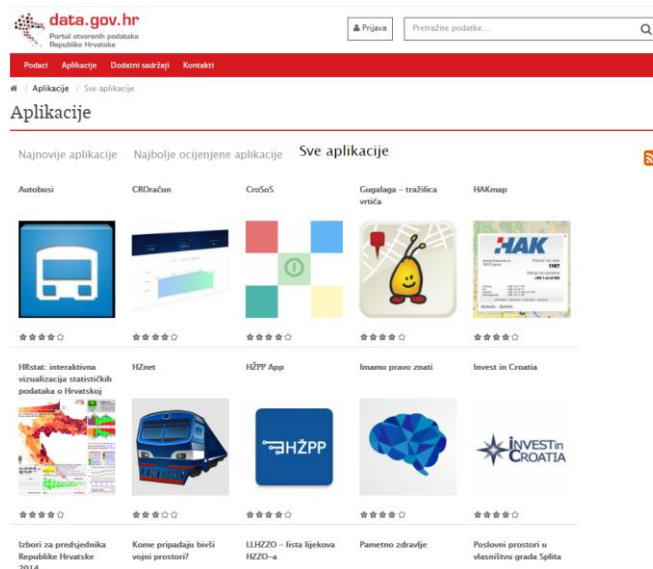 data.gov.hr
Portal otvorenih podataka
Republike Hrvatske
Prijava
Pretražite podatke...
Podaci Aplikacije Dodatni sadržaji Kontakti
/ Aplikacije / Sve aplikacije
Aplikacije
Najnovije aplikacije Najbolje ocijenjene aplikacije Sve aplikacije
Autobusi CROračun CroSoS Gugalaga – tražilica HAKmap
vrtića
HAK
1987
HRstat: interaktivna HZnet HŽPP App Imamo pravo znati Invest in Croatia
vizualizacija statističkih
podataka o Hrvatskoj
HŽPP
INVESTin
CROATIA
Izbori za predsjednika Kome pripadaju bivši LLHZZO – lista lijekova Pametno zdravlje Poslovni prostori u
Republike Hrvatske vojni prostori? HZZO-a vlasništvu grada Splita
2014